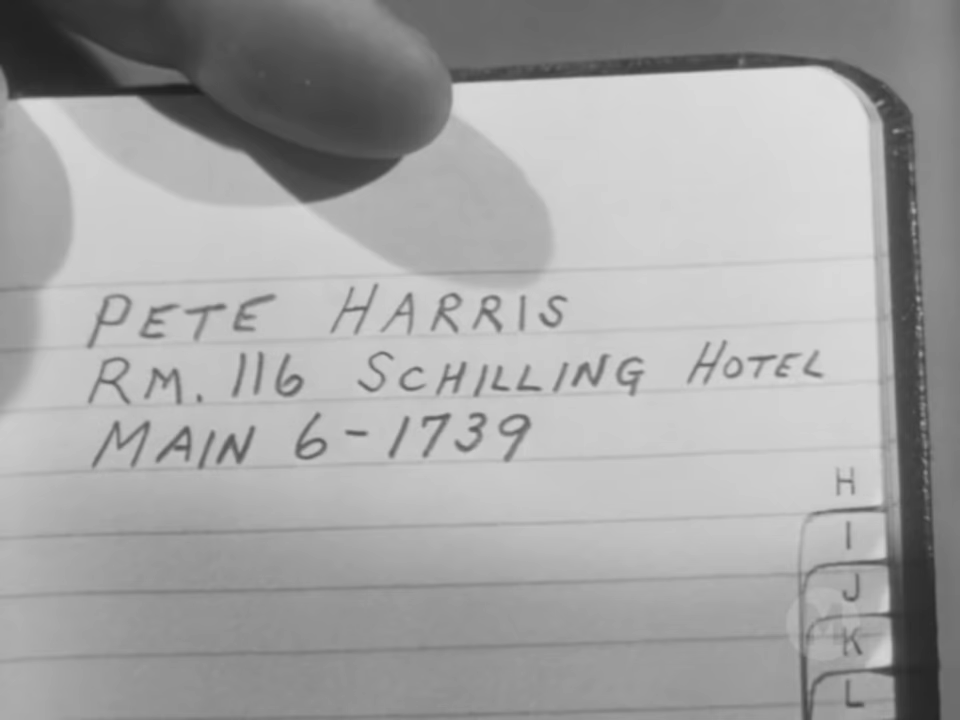 PETE HARRIS
RM. 116 SCHILLING HOTEL
MAIN 6-1739
H
I
J
K
L